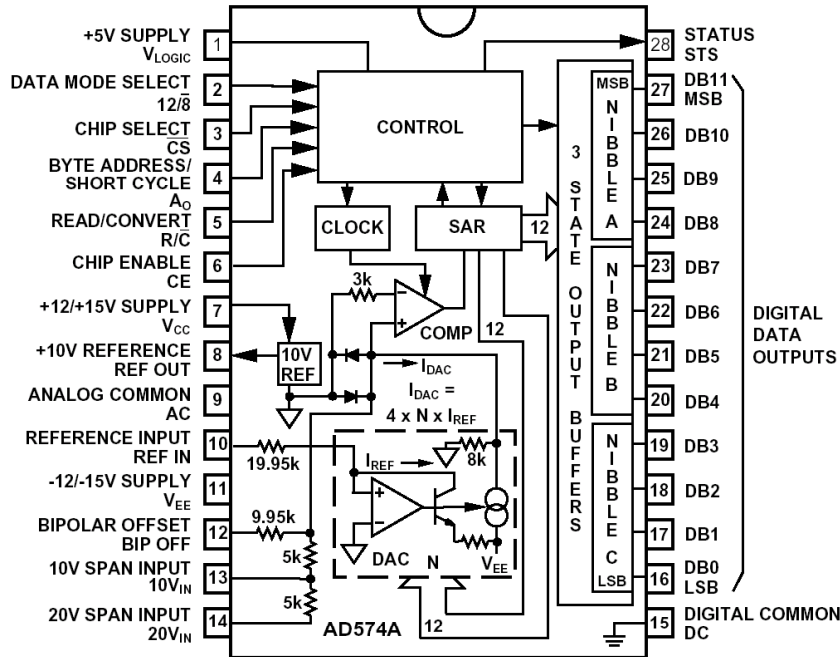 +5V SUPPLY
VLOGIC
1
DATA MODE SELECT
12/8̅
2
CHIP SELECT
C̅S̅
3
BYTE ADDRESS/
SHORT CYCLE
AO
4
READ/CONVERT
R/C̅
5
CHIP ENABLE
CE
6
+12/+15V SUPPLY
VCC
7
+10V REFERENCE
REF OUT
8
ANALOG COMMON
AC
9
REFERENCE INPUT
REF IN
10
-12/-15V SUPPLY
VEE
11
BIPOLAR OFFSET
BIP OFF
12
10V SPAN INPUT
10VIN
13
20V SPAN INPUT
20VIN
14
CONTROL
CLOCK
SAR
12
3k
COMP
12
10V
REF
IDAC
IDAC =
4 x N x IREF
19.95k
IREF
8k
9.95k
5k
5k
DAC
N
VEE
12
AD574A
3 STATE OUTPUT BUFFERS
MSB
NIBBLE A
NIBBLE B
NIBBLE C
LSB
28
STATUS
STS
27
DB11
MSB
26
DB10
25
DB9
24
DB8
23
DB7
22
DB6
21
DB5
20
DB4
19
DB3
18
DB2
17
DB1
16
DB0
LSB
15
DIGITAL COMMON
DC
DIGITAL
DATA
OUTPUTS